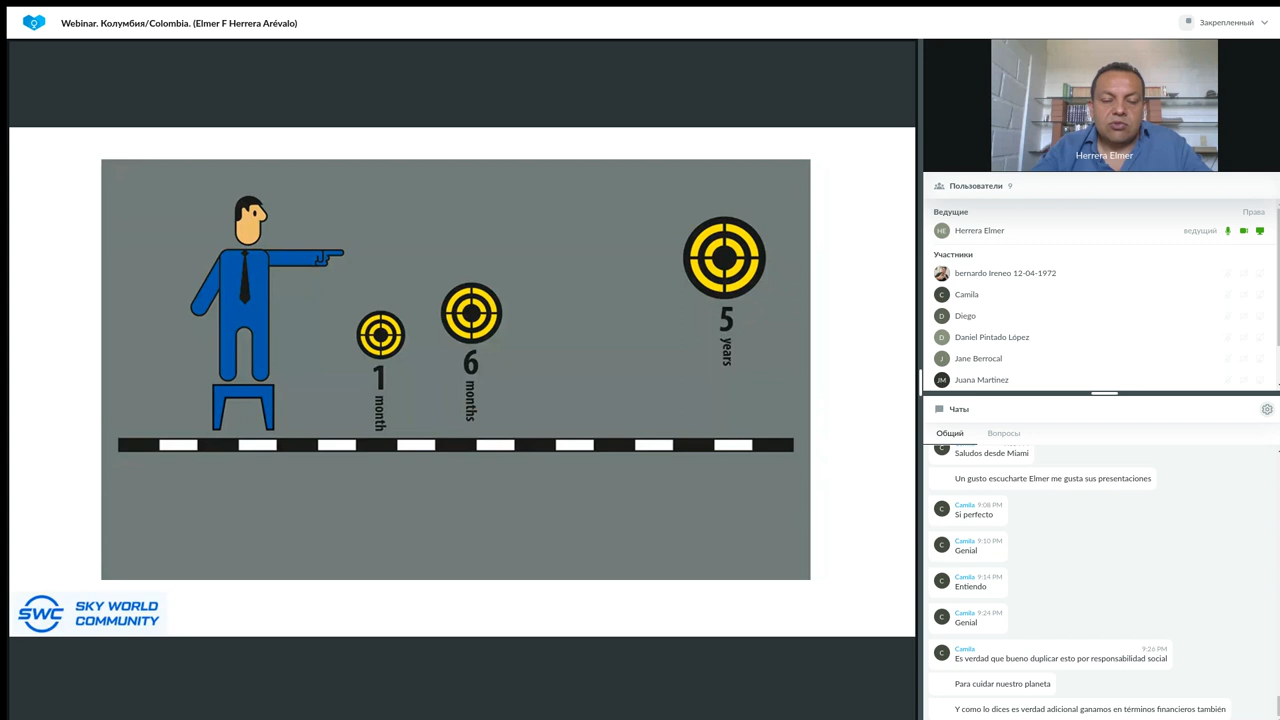 Webinar. Колумбия/Colombia. (Elmer F Herrera Arévalo)
Закрепленный
Herrera Elmer
1
month
6
months
5
years
SWC
SKY WORLD
COMMUNITY
Пользователи 9
Ведущие
Права
HE
Herrera Elmer
ведущий
Участники
bernardo Ireneo 12-04-1972
C
Camila
D
Diego
D
Daniel Pintado López
J
Jane Berrocal
JM
Juana Martínez
Чаты
Общий
Вопросы
Saludos desde Miami
Un gusto escucharte Elmer me gusta sus presentaciones
C
Camila 9:08 PM
Si perfecto
C
Camila 9:10 PM
Genial
C
Camila 9:14 PM
Entiendo
C
Camila 9:24 PM
Genial
C
Camila 9:26 PM
Es verdad que bueno duplicar esto por responsabilidad social
Para cuidar nuestro planeta
Y como lo dices es verdad adicional ganamos en términos financieros también